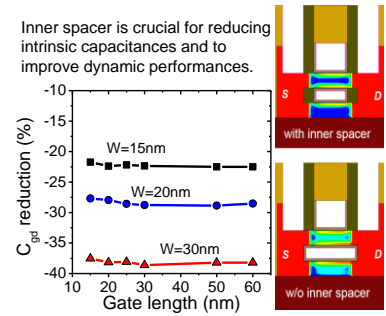 Inner spacer is crucial for reducing
intrinsic capacitances and to
improve dynamic performances.
-10
-15
-20
-25
-30
-35
-40
C_gd reduction (%)
W=15nm
W=20nm
W=30nm
10 20 30 40 50 60
Gate length (nm)
S D
with inner spacer
S D
w/o inner spacer